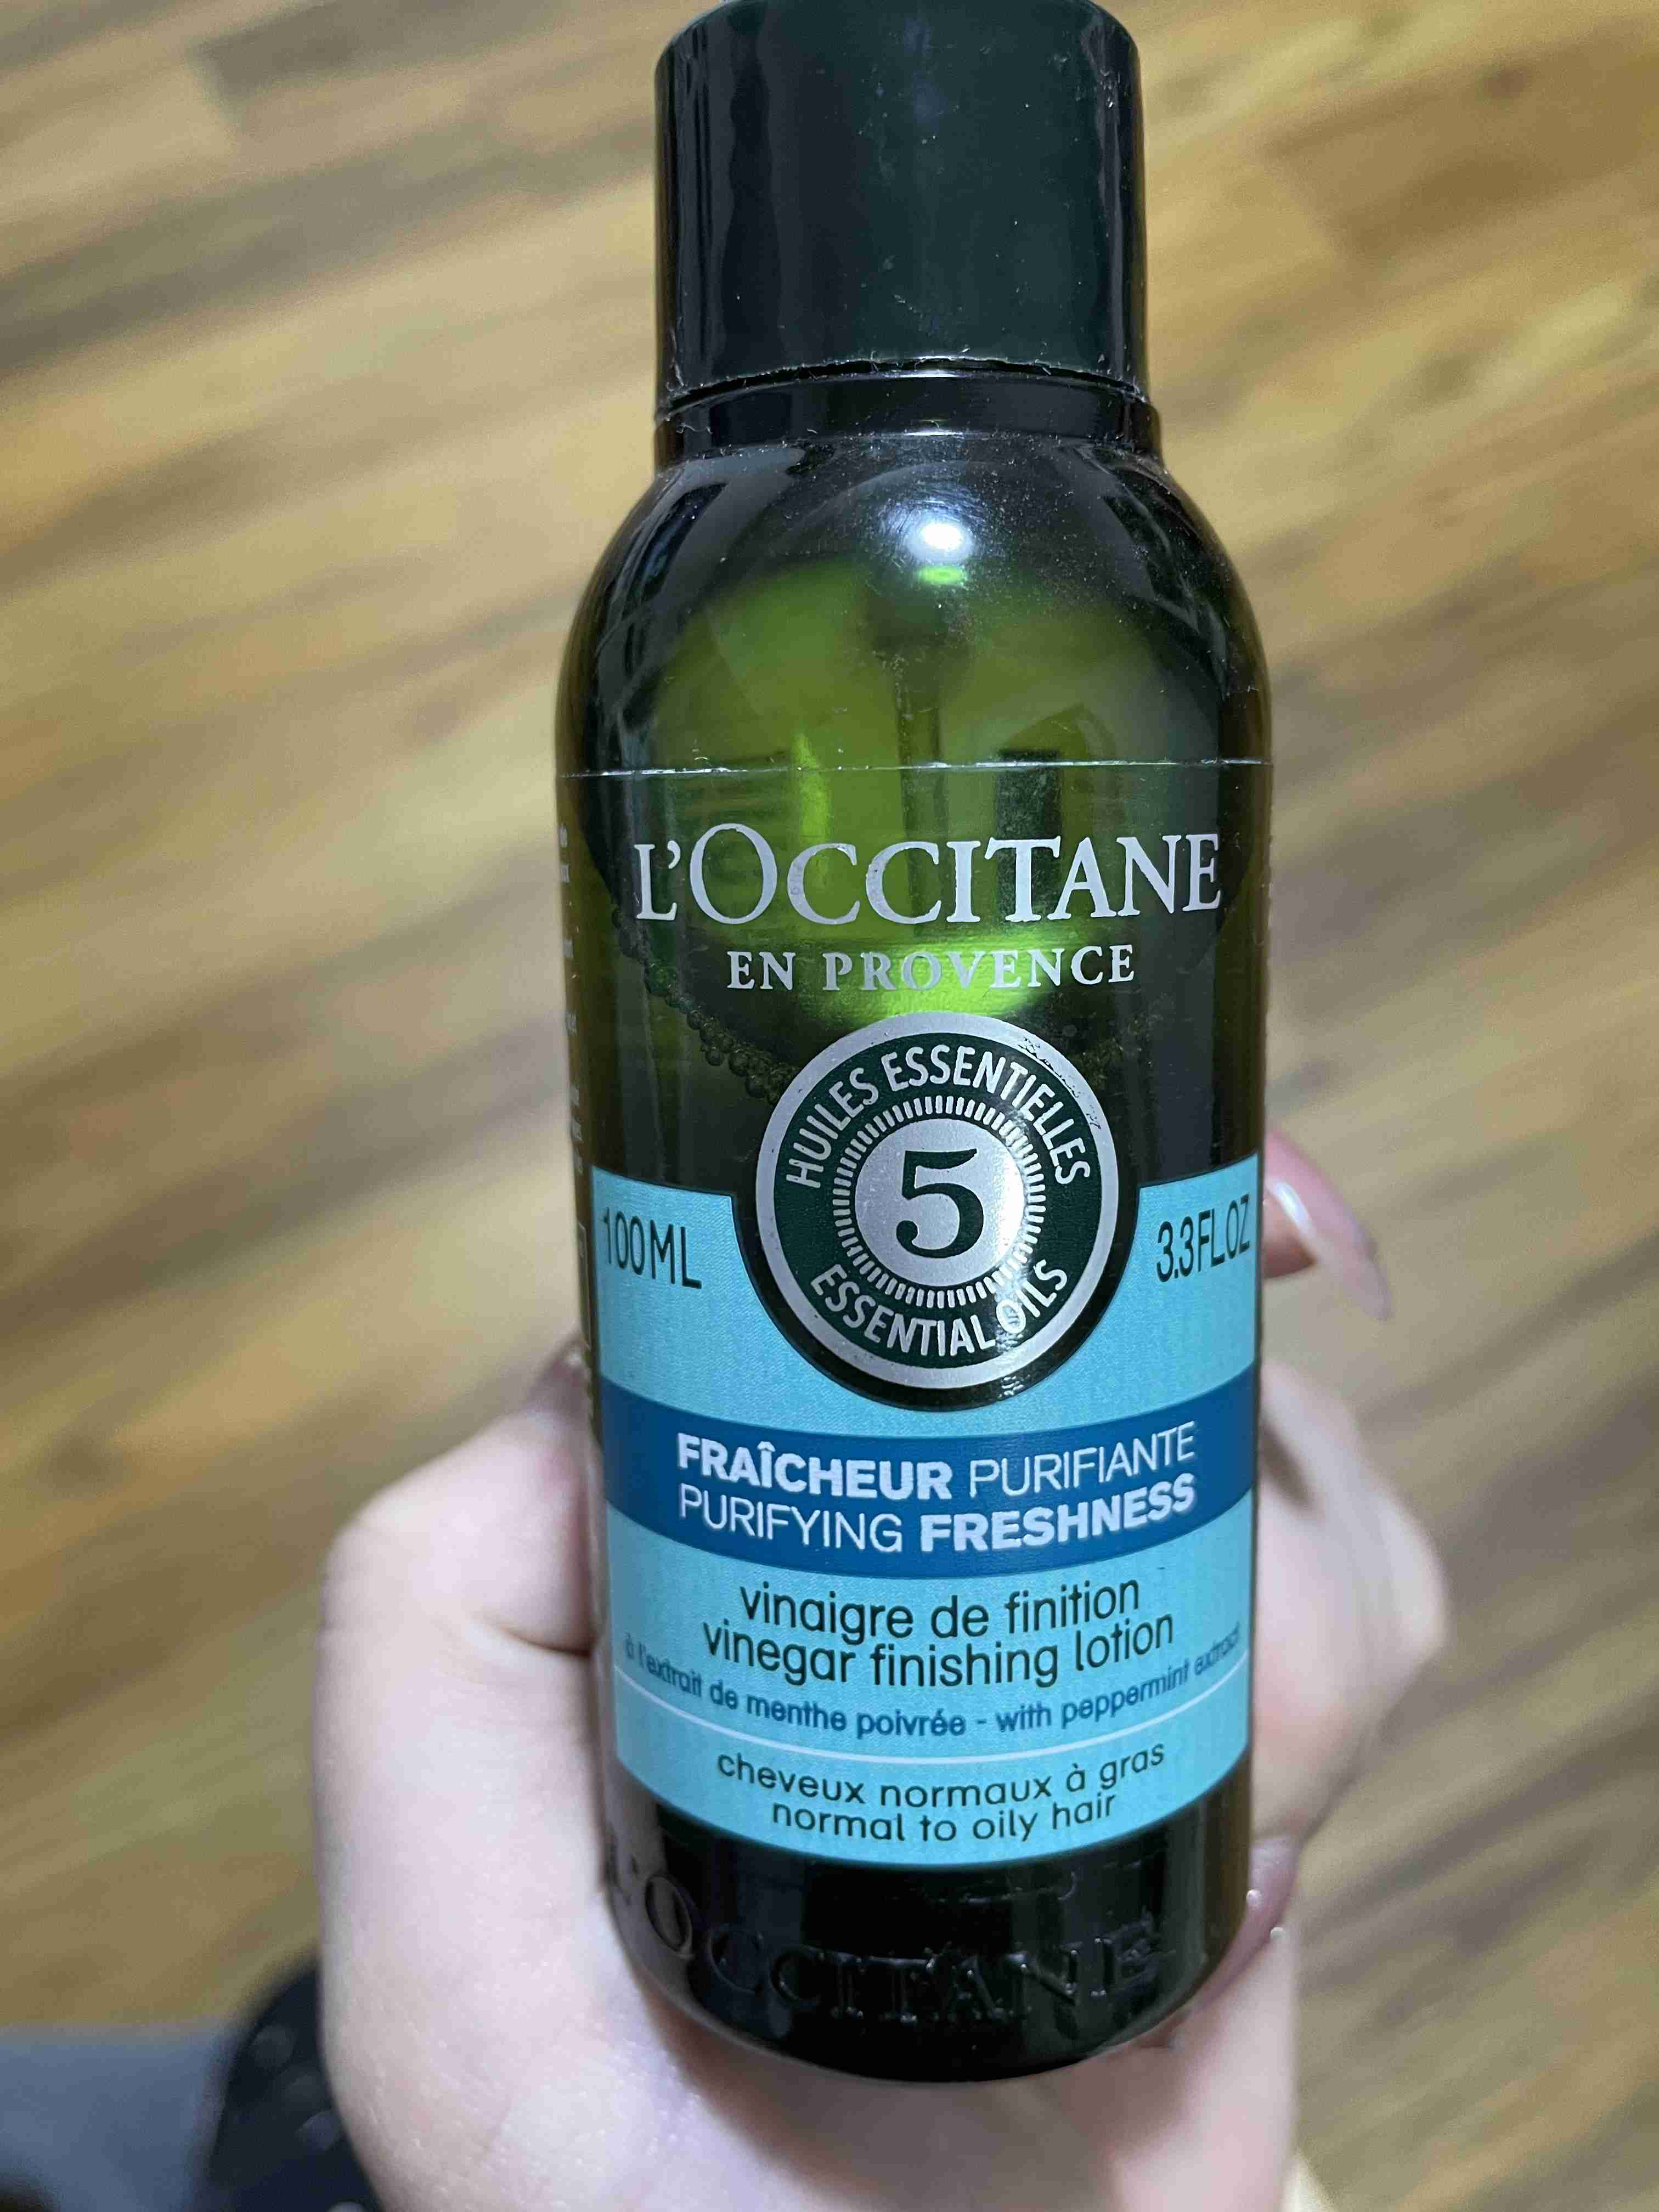 L'OCCITANE
EN PROVENCE
HUILES ESSENTIELLES
5
ESSENTIAL OILS
100ML
3.3FLOZ
FRAÎCHEUR PURIFIANTE
PURIFYING FRESHNESS
vinaigre de finition
vinegar finishing lotion
à l'extrait de menthe poivrée - with peppermint extract
cheveux normaux à gras
normal to oily hair
L'OCCITANE